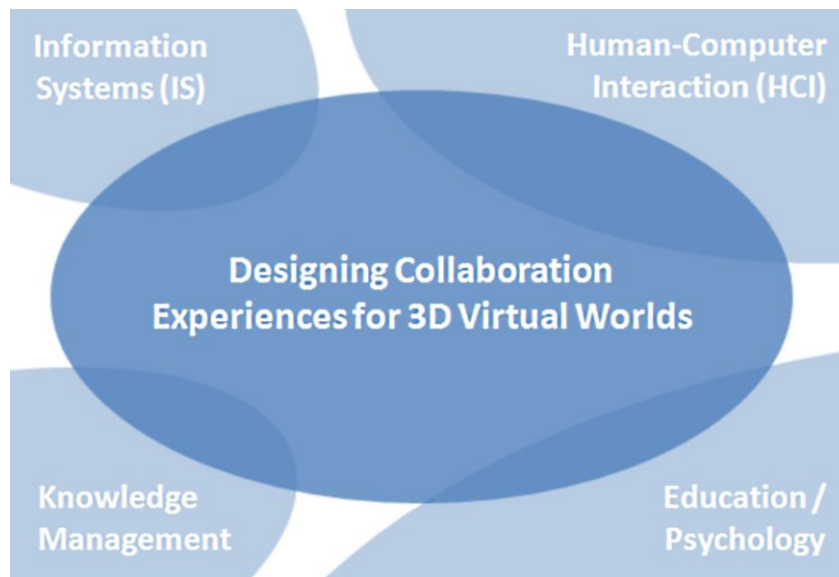 Information
Systems (IS)
Human-Computer
Interaction (HCI)
Designing Collaboration
Experiences for 3D Virtual Worlds
Knowledge
Management
Education /
Psychology